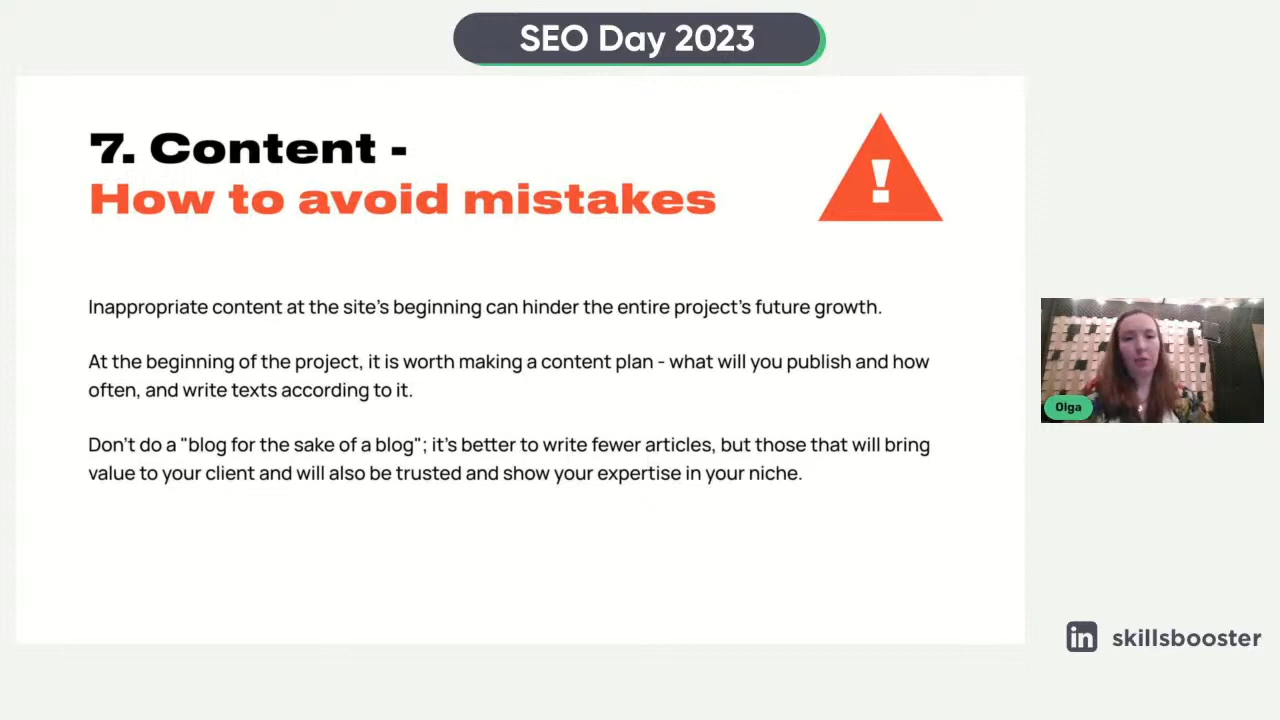 SEO Day 2023
7. Content -
How to avoid mistakes
Inappropriate content at the site's beginning can hinder the entire project's future growth.
At the beginning of the project, it is worth making a content plan - what will you publish and how
often, and write texts according to it.
Don't do a "blog for the sake of a blog"; it's better to write fewer articles, but those that will bring
value to your client and will also be trusted and show your expertise in your niche.
Olga
in skillsbooster